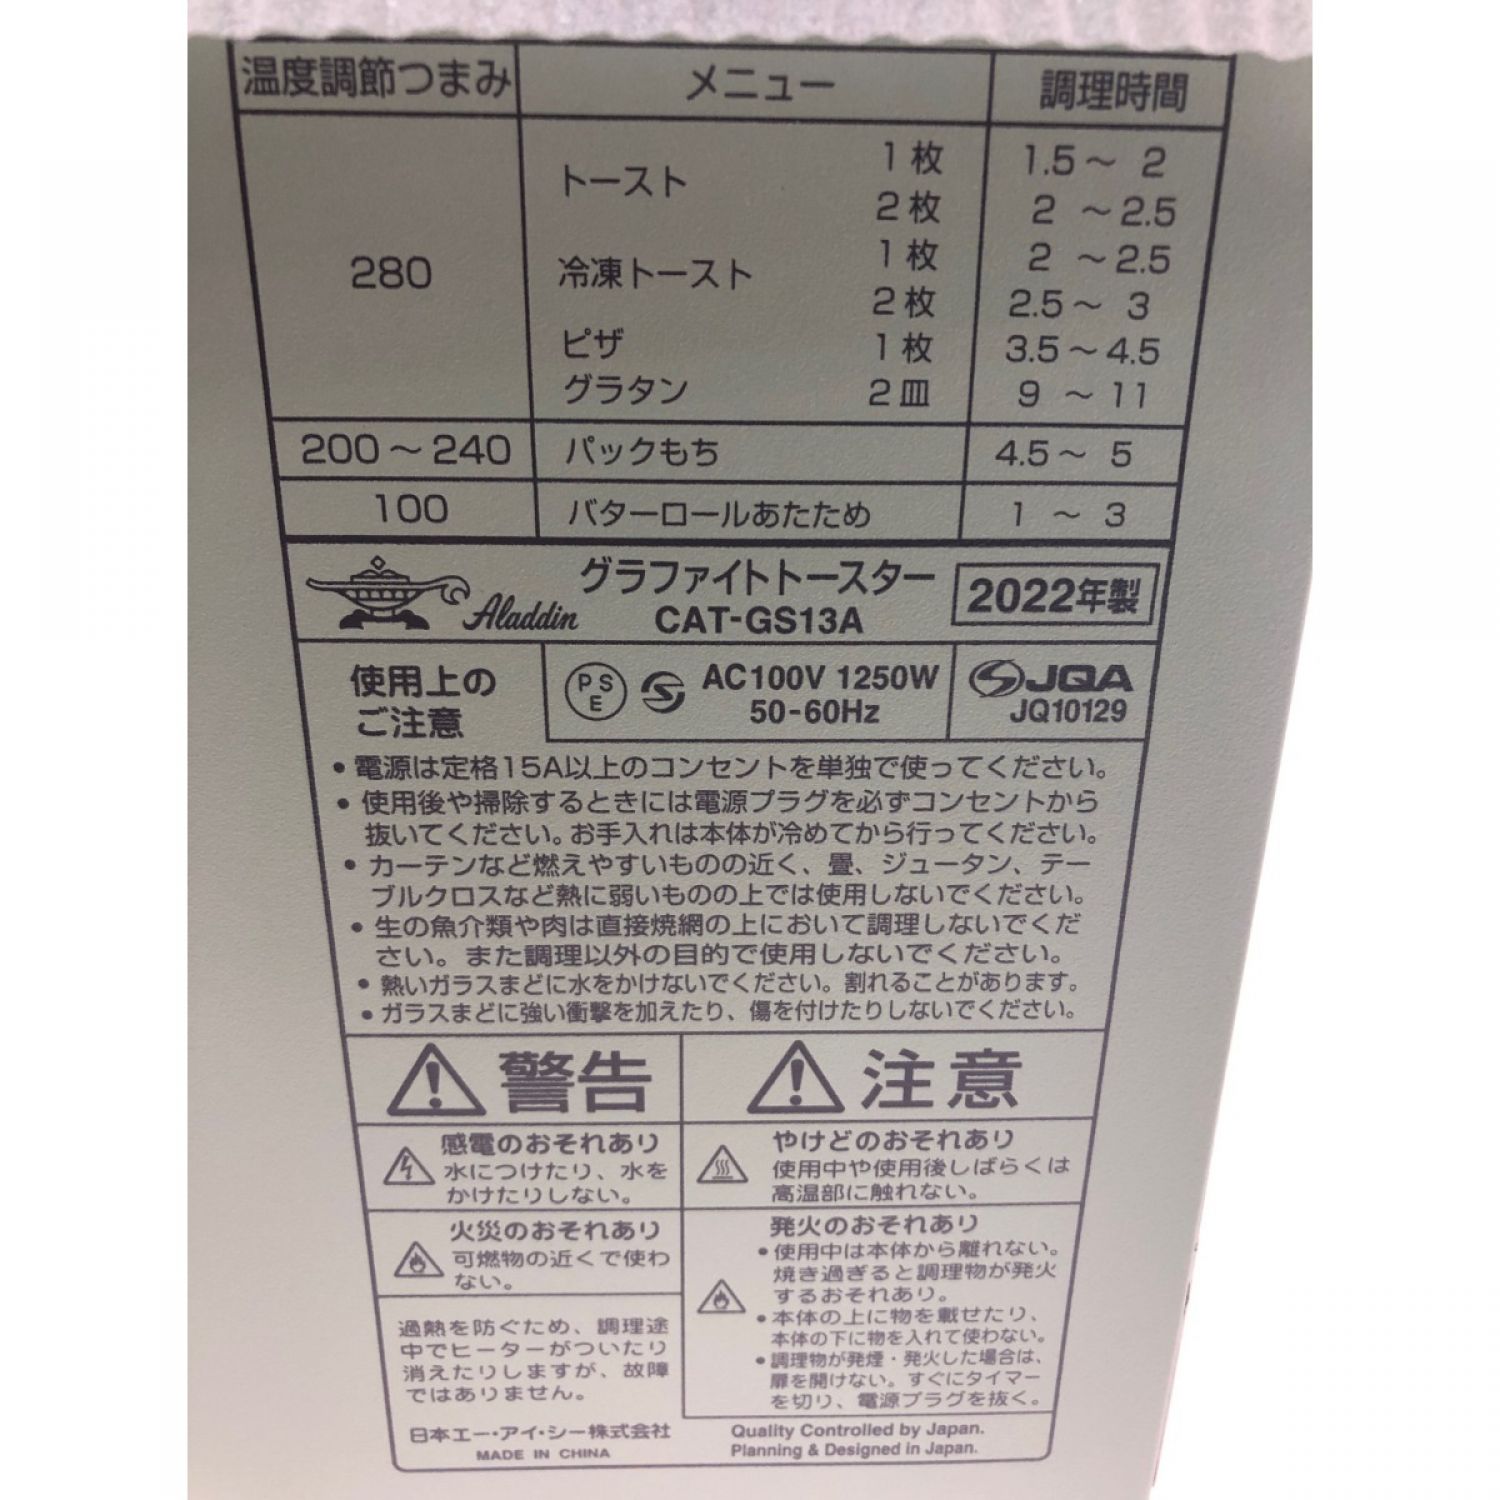 温度調節つまみ メニュー 調理時間
280 トースト 1枚 1.5～ 2
2枚 2 ～2.5
冷凍トースト 1枚 2 ～2.5
2枚 2.5～ 3
ピザ 1枚 3.5～4.5
グラタン 2皿 9 ～11
200～240 パックもち 4.5～ 5
100 バターロールあたため 1 ～ 3
Aladdin グラファイトトースター 2022年製
CAT-GS13A
使用上の
ご注意
PSE AC100V 1250W
50-60Hz
JQA
JQ10129
•電源は定格15A以上のコンセントを単独で使ってください。
•使用後や掃除するときには電源プラグを必ずコンセントから
抜いてください。お手入れは本体が冷めてから行ってください。
•カーテンなど燃えやすいものの近く、畳、ジュータン、テー
ブルクロスなど熱に弱いものの上では使用しないでください。
•生の魚介類や肉は直接焼網の上において調理しないでくだ
さい。また調理以外の目的で使用しないでください。
•熱いガラスまどに水をかけないでください。割れることがあります。
•ガラスまどに強い衝撃を加えたり、傷を付けたりしないでください。
警告
感電のおそれあり
水につけたり、水を
かけたりしない。
火災のおそれあり
可燃物の近くで使わ
ない。
過熱を防ぐため、調理途
中でヒーターがついたり
消えたりしますが、故障
ではありません。
日本エー・アイ・シー株式会社
MADE IN CHINA
注意
やけどのおそれあり
使用中や使用後しばらくは
高温部に触れない。
発火のおそれあり
•使用中は本体から離れない。
焼き過ぎると調理物が発火
するおそれあり。
•本体の上に物を載せたり、
本体の下に物を入れて使わない。
•調理物が発煙・発火した場合は、
扉を開けない。すぐにタイマー
を切り、電源プラグを抜く。
Quality Controlled by Japan.
Planning & Designed in Japan.